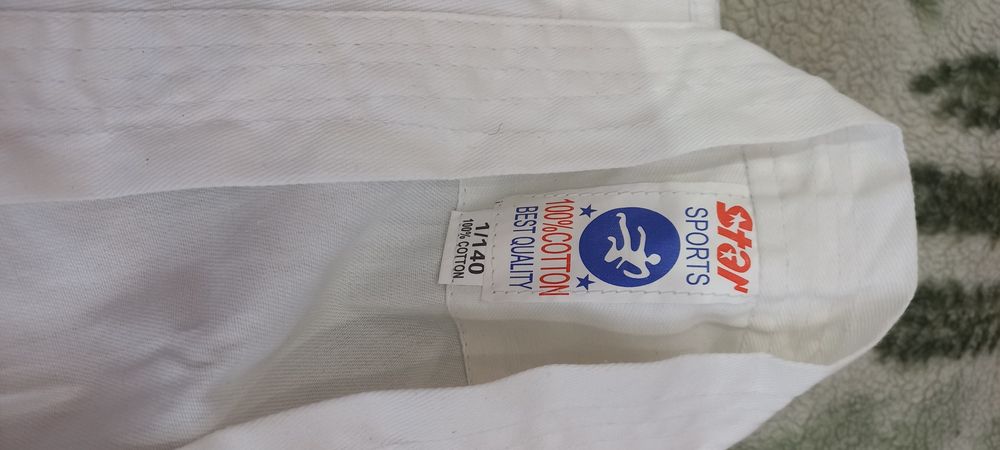 Star
SPORTS
100%COTTON
BEST QUALITY
1/140
100% COTTON